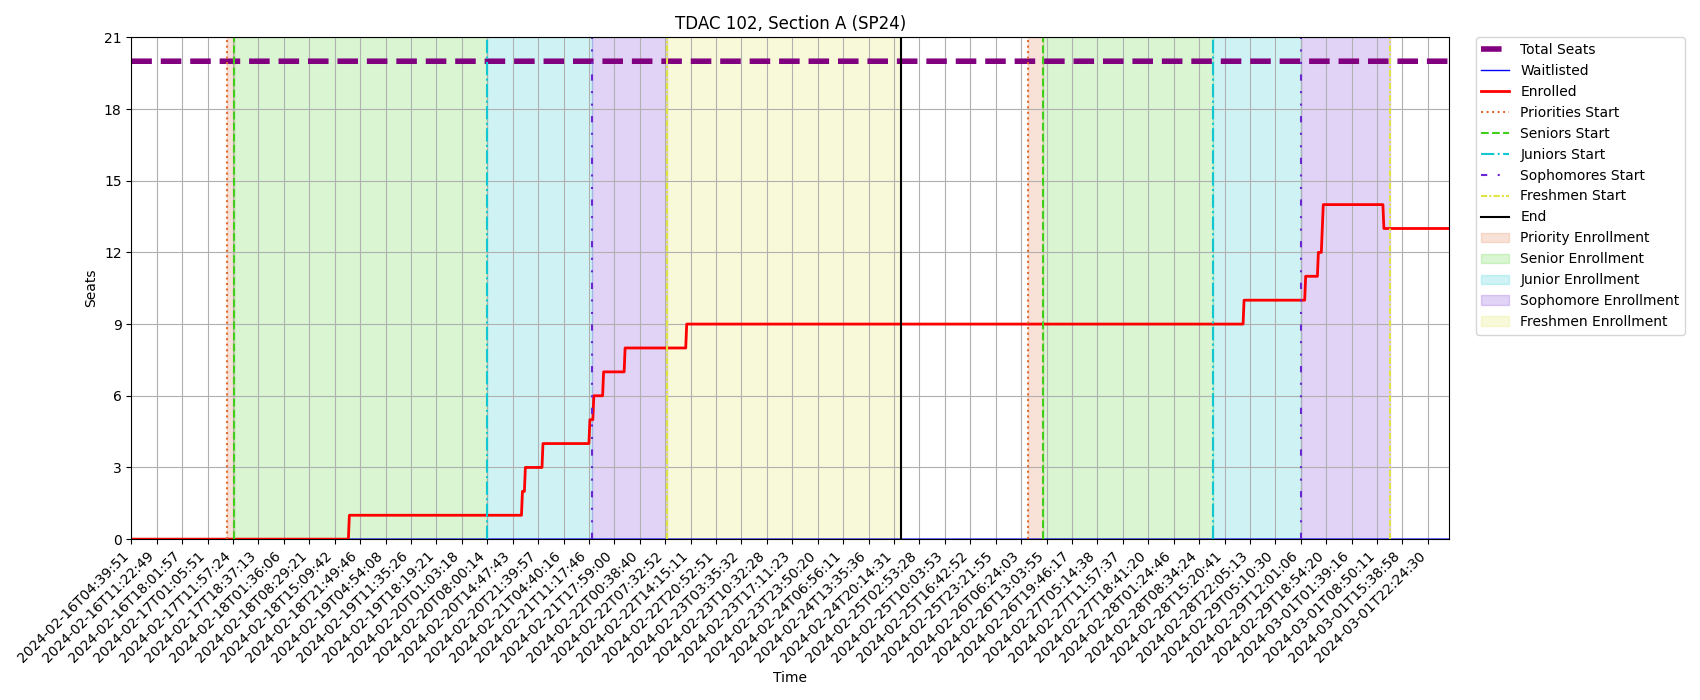 TDAC 102, Section A (SP24)
21
18
15
12
9
6
3
0
Seats
2024-02-16T04:39:51
2024-02-16T11:22:49
2024-02-16T18:01:57
2024-02-17T01:05:51
2024-02-17T11:57:24
2024-02-17T18:37:13
2024-02-18T01:36:06
2024-02-18T08:29:21
2024-02-18T15:09:42
2024-02-18T21:49:46
2024-02-19T04:54:08
2024-02-19T11:35:26
2024-02-19T18:19:21
2024-02-20T01:03:18
2024-02-20T08:00:14
2024-02-20T14:47:43
2024-02-20T21:39:57
2024-02-21T04:40:16
2024-02-21T11:17:46
2024-02-21T17:59:00
2024-02-22T00:38:40
2024-02-22T07:32:52
2024-02-22T14:15:11
2024-02-22T20:52:51
2024-02-23T03:35:32
2024-02-23T10:32:28
2024-02-23T17:11:23
2024-02-23T23:50:20
2024-02-24T06:56:11
2024-02-24T13:35:36
2024-02-24T20:14:31
2024-02-25T02:53:28
2024-02-25T10:03:53
2024-02-25T16:42:52
2024-02-25T23:21:55
2024-02-26T06:24:03
2024-02-26T13:03:55
2024-02-26T19:46:17
2024-02-27T05:14:38
2024-02-27T11:57:37
2024-02-27T18:41:20
2024-02-28T01:24:46
2024-02-28T08:34:24
2024-02-28T15:20:41
2024-02-28T22:05:13
2024-02-29T05:10:30
2024-02-29T12:01:06
2024-02-29T18:54:20
2024-03-01T01:39:16
2024-03-01T08:50:11
2024-03-01T15:38:58
2024-03-01T22:24:30
Time
Total Seats
Waitlisted
Enrolled
Priorities Start
Seniors Start
Juniors Start
Sophomores Start
Freshmen Start
End
Priority Enrollment
Senior Enrollment
Junior Enrollment
Sophomore Enrollment
Freshmen Enrollment